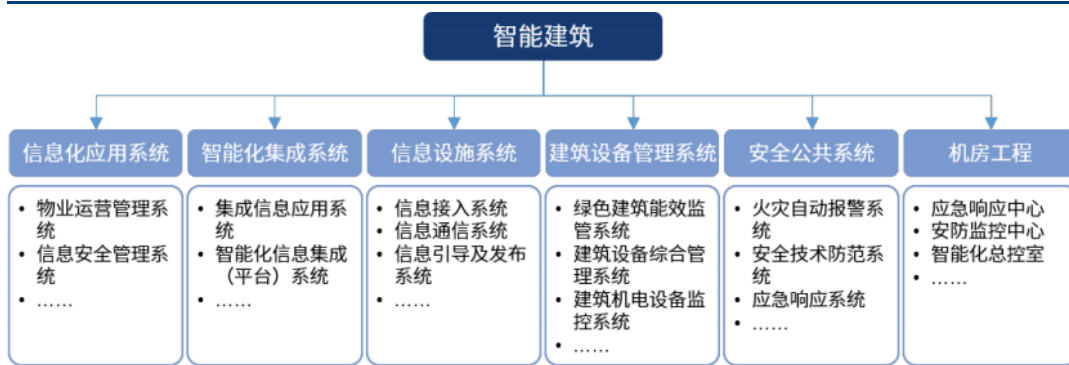 智能建筑
信息化应用系统
智能化集成系统
信息设施系统
建筑设备管理系统
安全公共系统
机房工程
• 物业运营管理系
统
• 信息安全管理系
统
• ……
• 集成信息应用系
统
• 智能化信息集成
（平台）系统
• ……
• 信息接入系统
• 信息通信系统
• 信息引导及发布
系统
• ……
• 绿色建筑能效监
管系统
• 建筑设备综合管
理系统
• 建筑机电设备监
控系统
• ……
• 火灾自动报警系
统
• 安全技术防范系
统
• 应急响应系统
• ……
• 应急响应中心
• 安防监控中心
• 智能化总控室
• ……